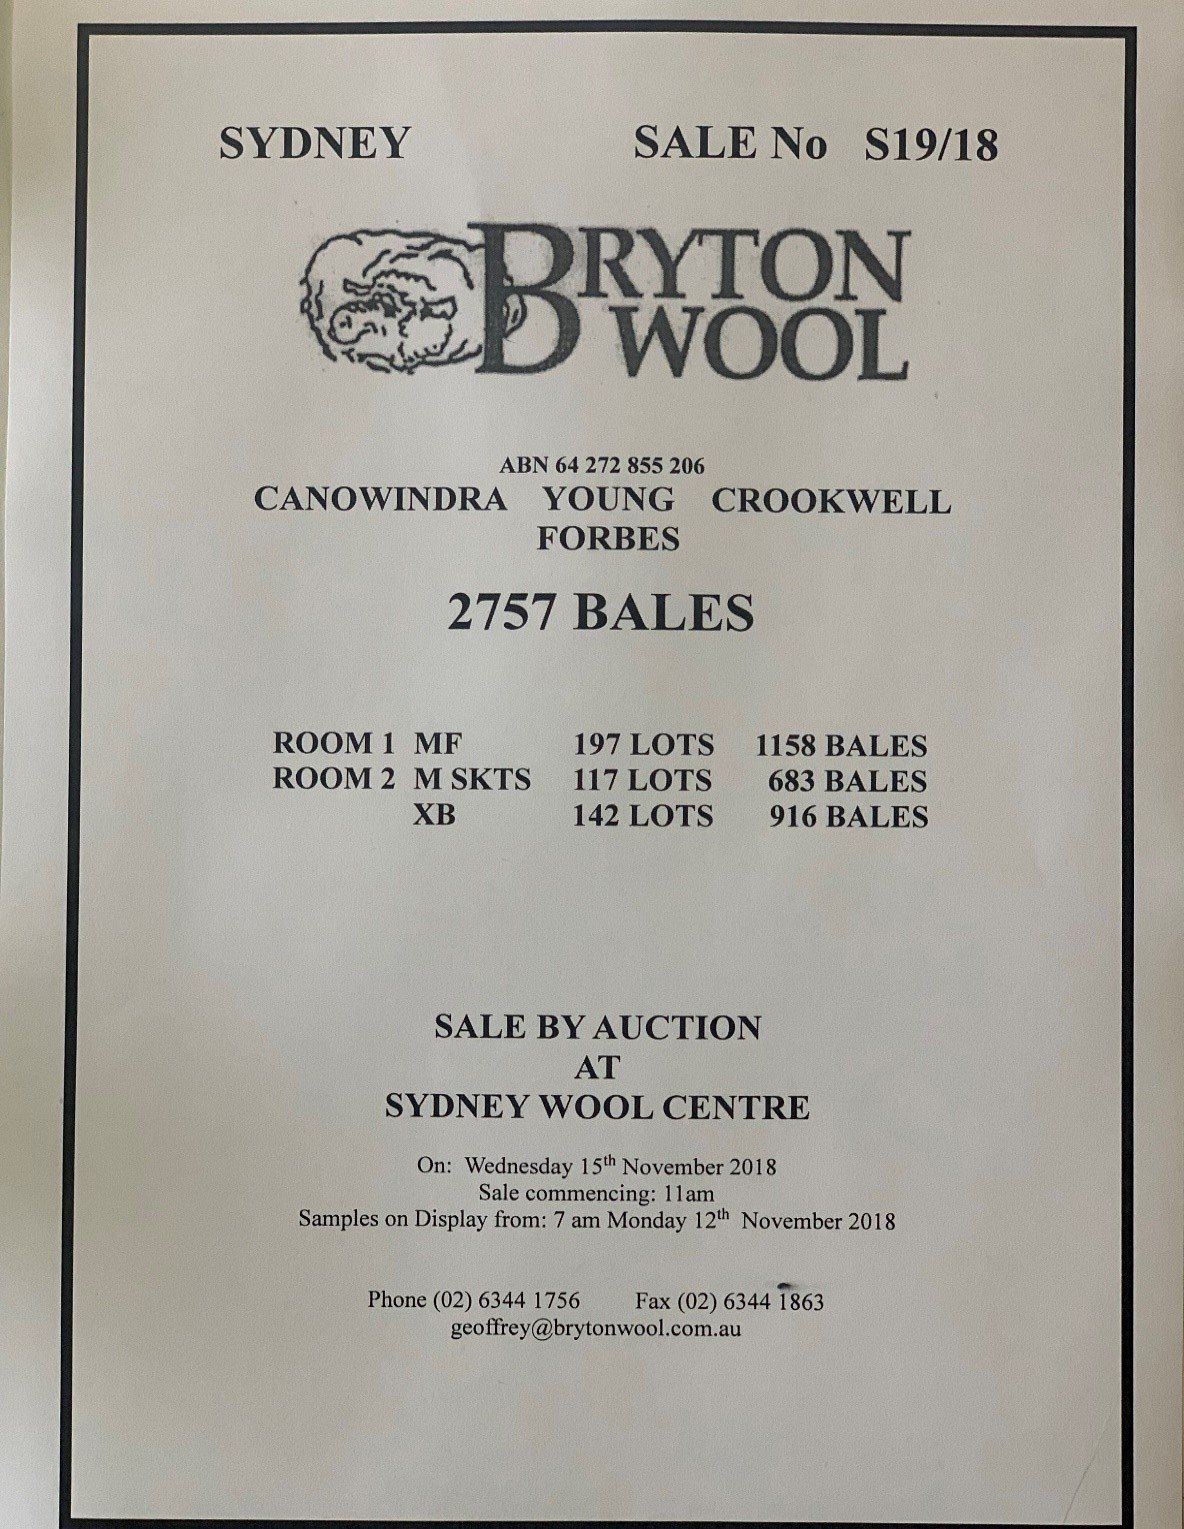 SYDNEY SALE No S19/18
BRYTON
WOOL
ABN 64 272 855 206
CANOWINDRA YOUNG CROOKWELL
FORBES
2757 BALES
ROOM 1 MF 197 LOTS 1158 BALES
ROOM 2 M SKTS 117 LOTS 683 BALES
XB 142 LOTS 916 BALES
SALE BY AUCTION
AT
SYDNEY WOOL CENTRE
On: Wednesday 15th November 2018
Sale commencing: 11am
Samples on Display from: 7 am Monday 12th November 2018
Phone (02) 6344 1756 Fax (02) 6344 1863
geoffrey@brytonwool.com.au